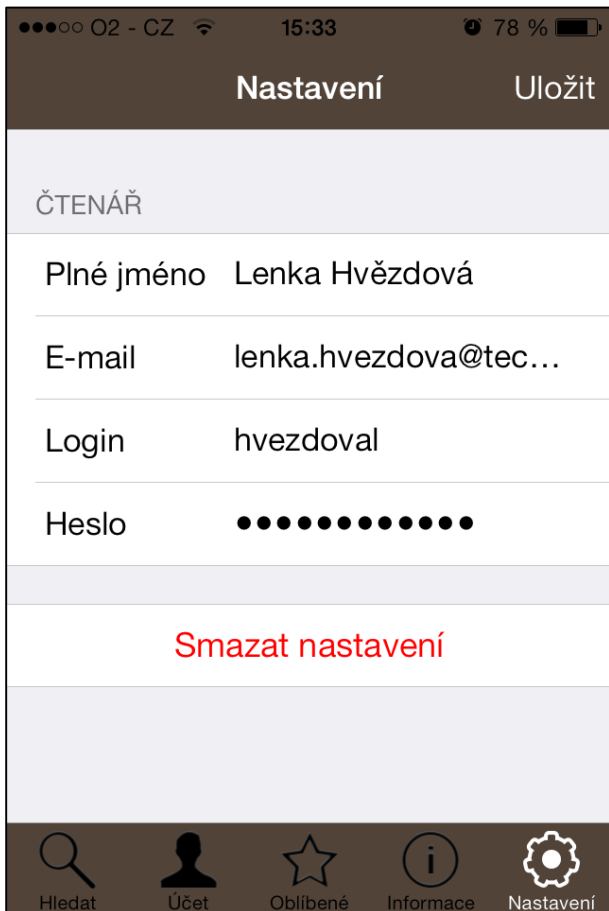 ●●●○○ O2 - CZ 15:33 78 %
Nastavení Uložit
ČTENÁŘ
Plné jméno Lenka Hvězdová
E-mail lenka.hvezdova@tec...
Login hvezdoval
Heslo ●●●●●●●●●●●●
Smazat nastavení
Hledat Účet Oblíbené Informace Nastavení